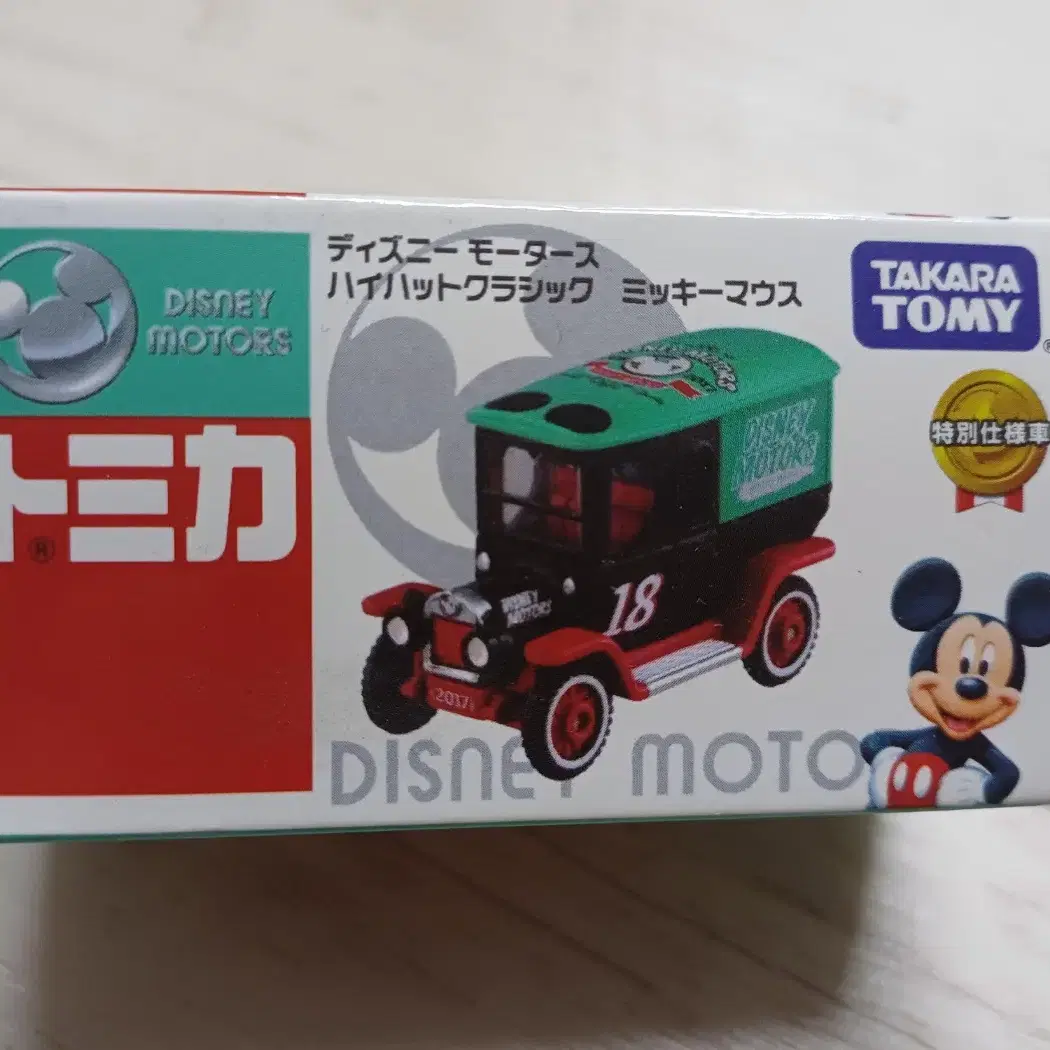 ディズニー モータース
ハイハットクラシック ミッキーマウス
TAKARA
TOMY
®
DISNEY
MOTORS
トミカ
®
特別仕様車
DISNEY
MOTORS
DISNEY
MOTORS
18
2017
DISNEY MOTO